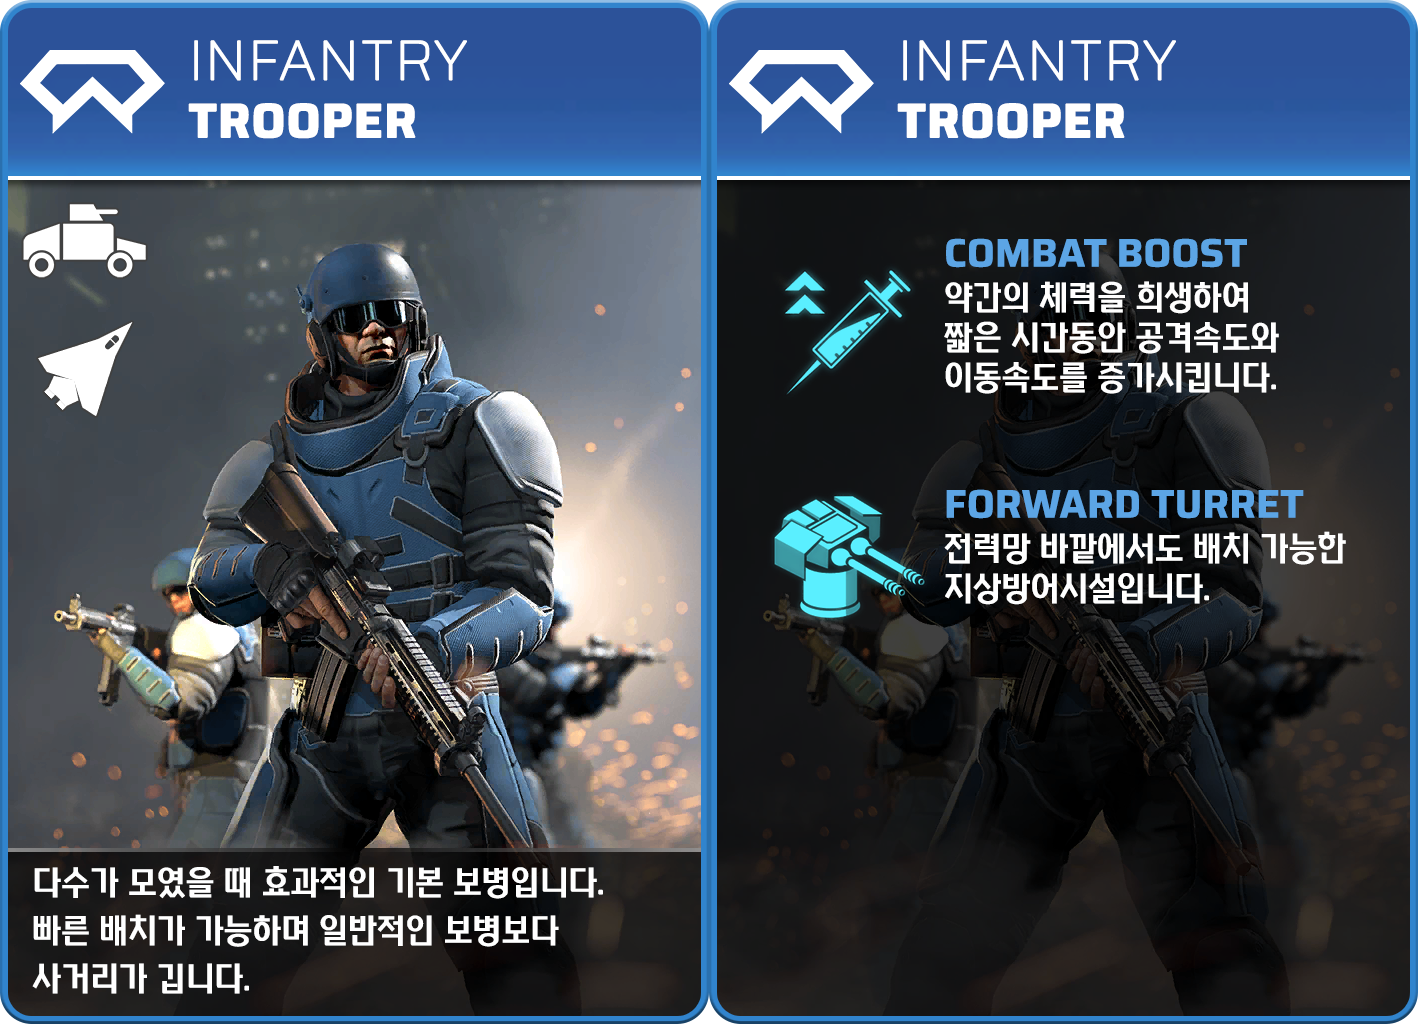 INFANTRY
TROOPER
다수가 모였을 때 효과적인 기본 보병입니다.
빠른 배치가 가능하며 일반적인 보병보다
사거리가 깁니다.
INFANTRY
TROOPER
COMBAT BOOST
약간의 체력을 희생하여
짧은 시간동안 공격속도와
이동속도를 증가시킵니다.
FORWARD TURRET
전력망 바깥에서도 배치 가능한
지상방어시설입니다.